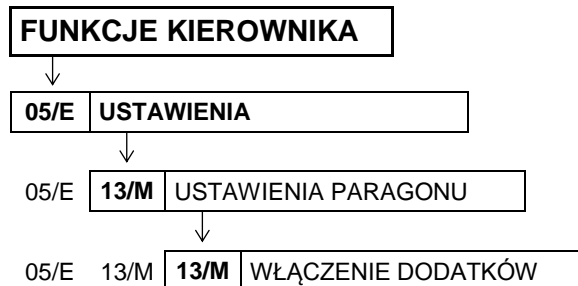 FUNKCJE KIEROWNIKA
05/E USTAWIENIA
05/E 13/M USTAWIENIA PARAGONU
05/E 13/M 13/M WŁĄCZENIE DODATKÓW